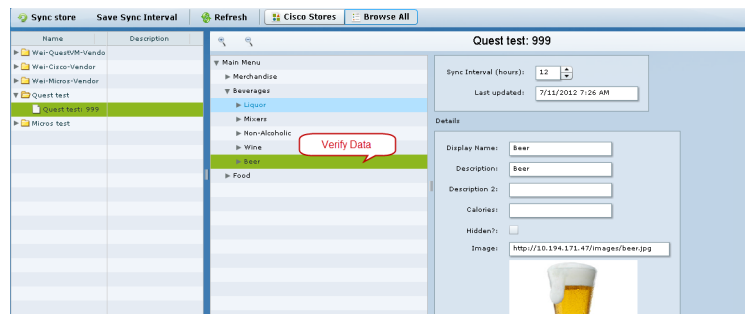 Sync store Save Sync Interval Refresh Cisco Stores Browse All
Name Description
Wei-QuestVM-Vendo
Wei-Cisco-Vendor
Wei-Micros-Vendor
Quest test
Quest test: 999
Micros test
Quest test: 999
Main Menu
Merchandise
Beverages
Liquor
Mixers
Non-Alcoholic
Wine
Beer
Food
Verify Data
Sync Interval (hours): 12
Last updated: 7/11/2012 7:26 AM
Details
Display Name: Beer
Description: Beer
Description 2:
Calories:
Hidden?:
Image: http://10.194.171.47/images/beer.jpg